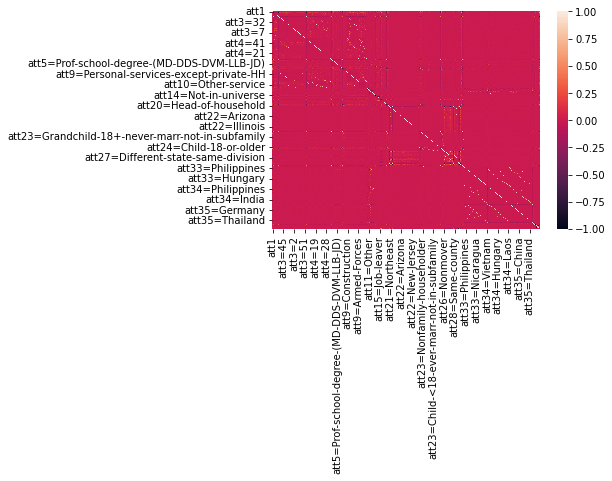 att1
att3=32
att3=7
att4=41
att4=21
att5=Prof-school-degree-(MD-DDS-DVM-LLB-JD)
att9=Personal-services-except-private-HH
att10=Other-service
att14=Not-in-universe
att20=Head-of-household
att22=Arizona
att22=Illinois
att23=Grandchild-18+-never-marr-not-in-subfamily
att24=Child-18-or-older
att27=Different-state-same-division
att33=Philippines
att33=Hungary
att34=Philippines
att34=India
att35=Germany
att35=Thailand
att1
att3=45
att3=2
att3=51
att4=19
att4=28
att5=Prof-school-degree-(MD-DDS-DVM-LLB-JD)
att9=Construction
att9=Armed-Forces
att11=Other
att15=Job-leaver
att21=Northeast
att22=Arizona
att22=New-Jersey
att23=Nonfamily-householder
att23=Child-<18-ever-marr-not-in-subfamily
att26=Nonmover
att28=Same-county
att33=Philippines
att33=Nicaragua
att34=Vietnam
att34=Hungary
att34=Laos
att35=China
att35=Thailand
1.00
0.75
0.50
0.25
0.00
−0.25
−0.50
−0.75
−1.00